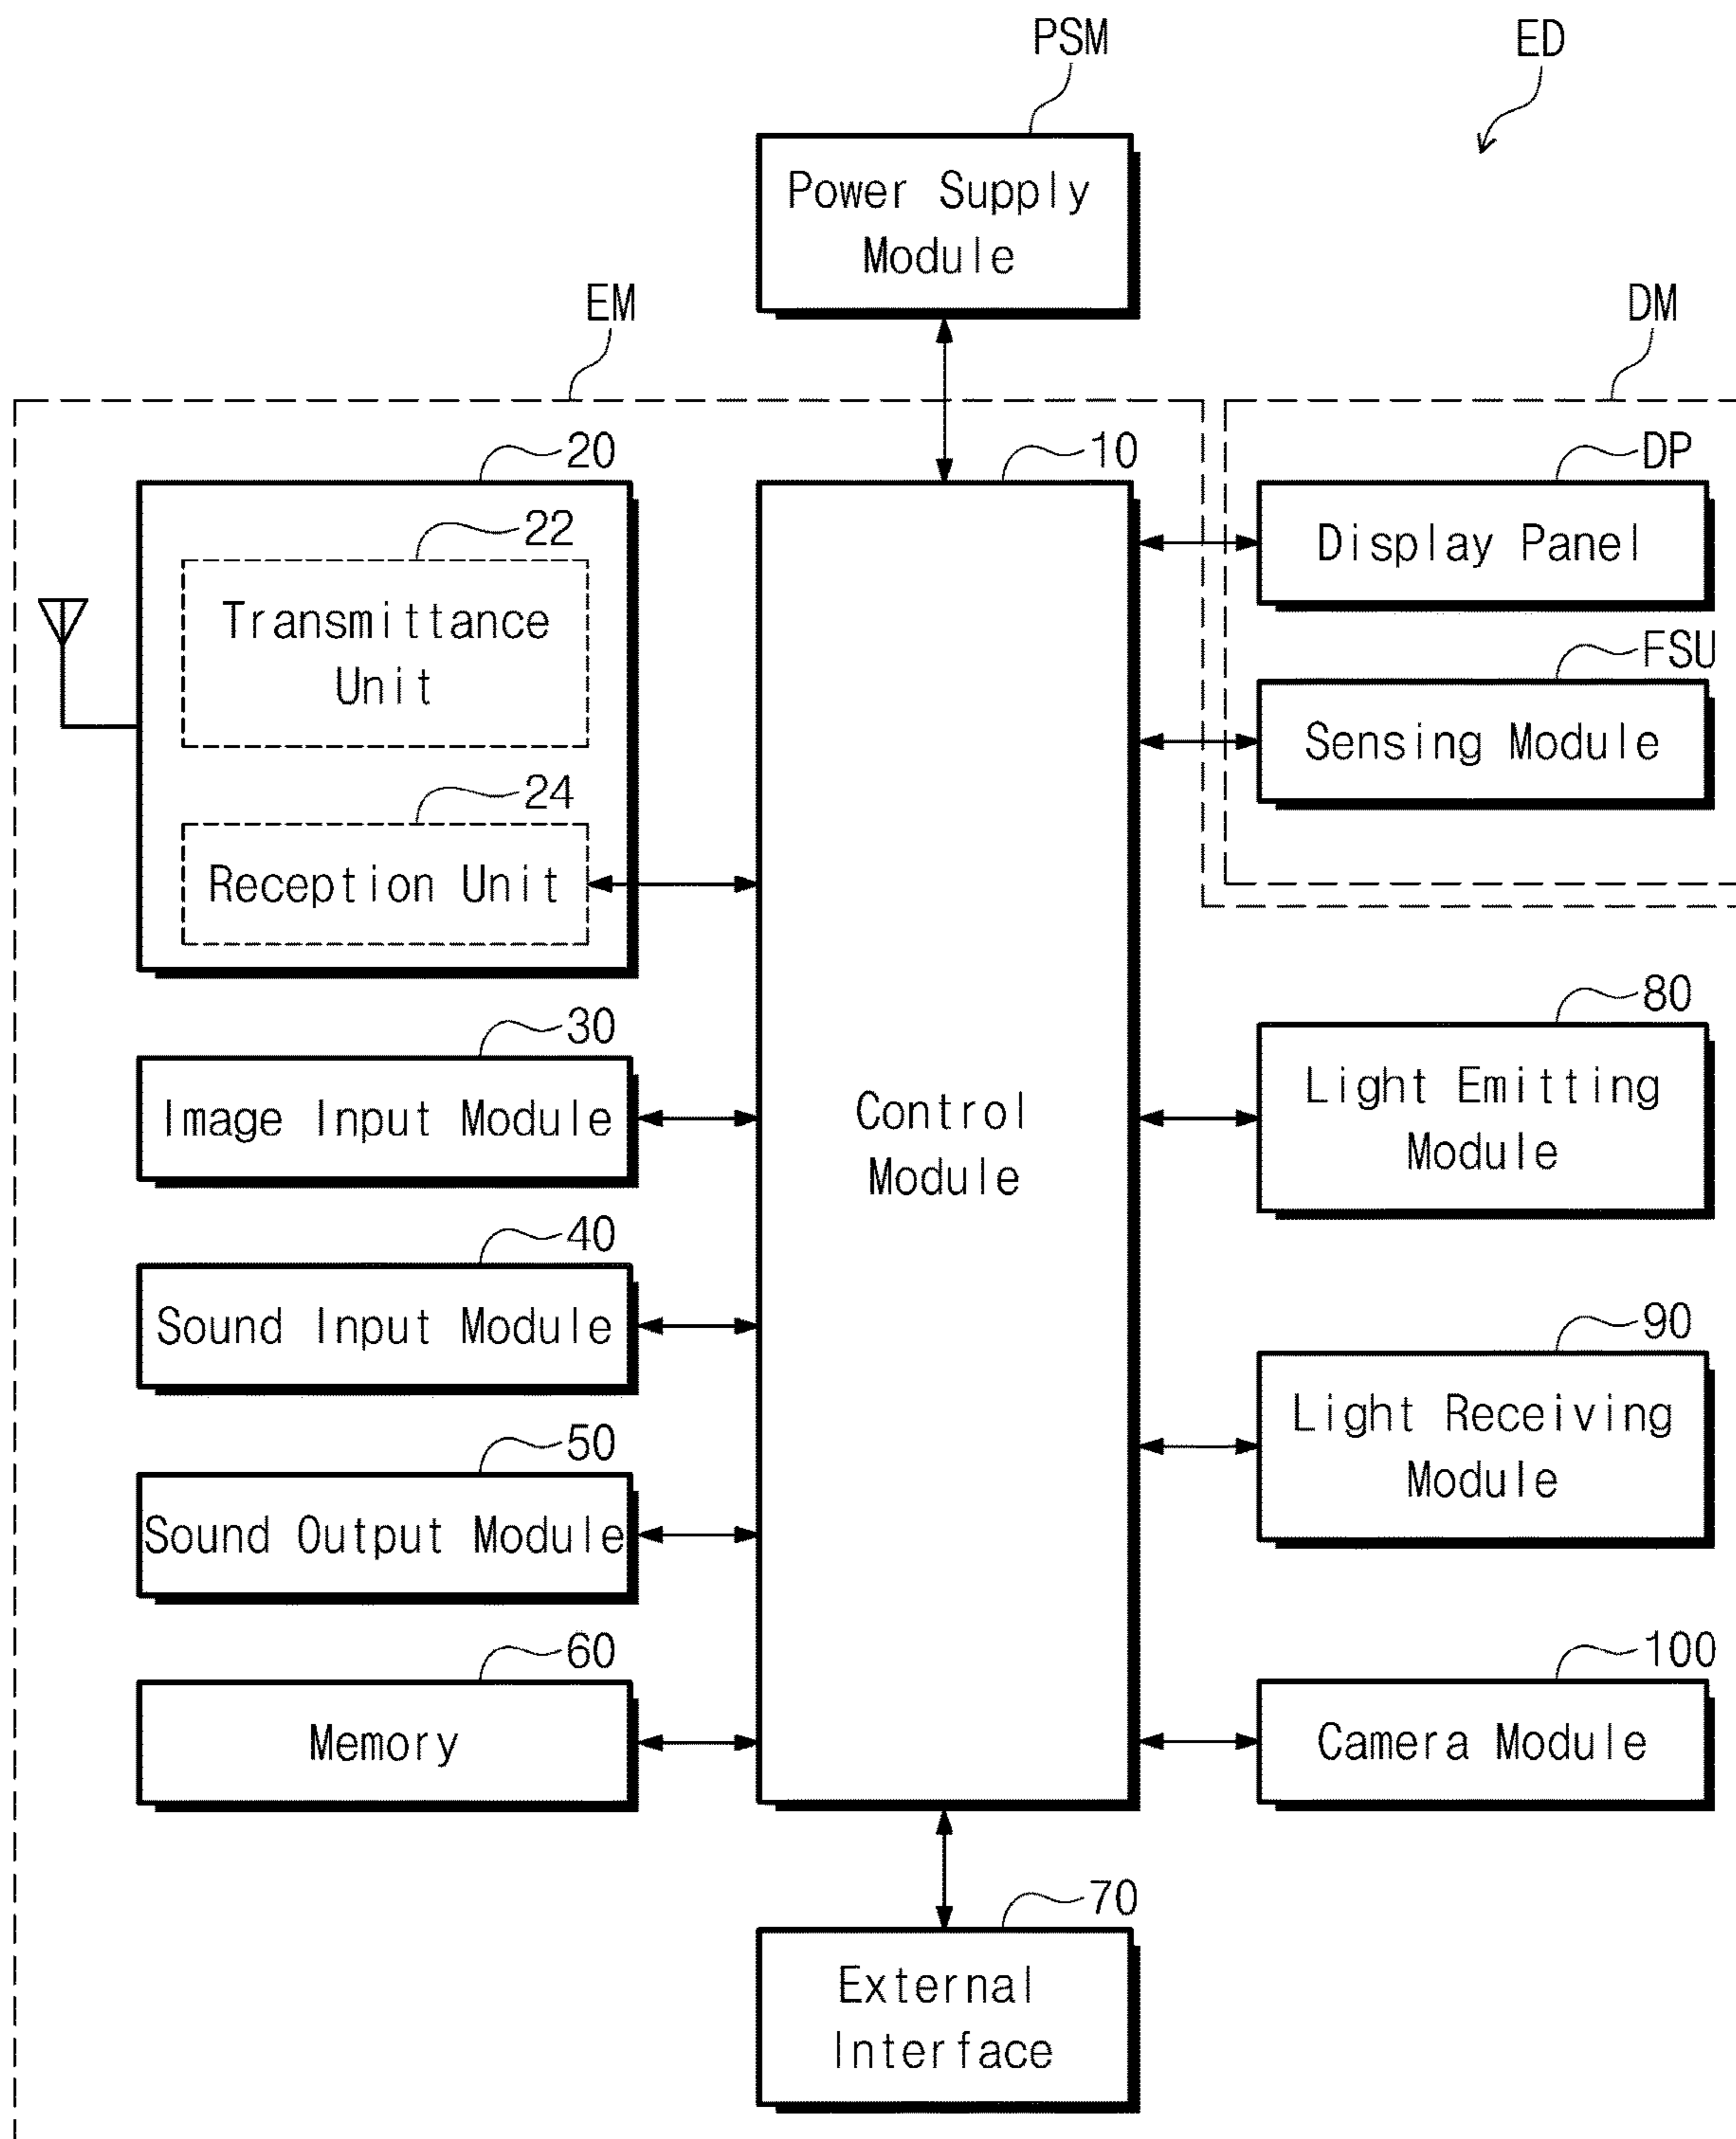 PSM
ED
Power Supply
Module
EM
DM
20
10
DP
22
Display Panel
Transmittance
Unit
FSU
Sensing Module
24
Reception Unit
80
30
Light Emitting
Module
Image Input Module
Control
Module
40
Sound Input Module
90
Light Receiving
Module
50
Sound Output Module
60
100
Memory
Camera Module
70
External
Interface